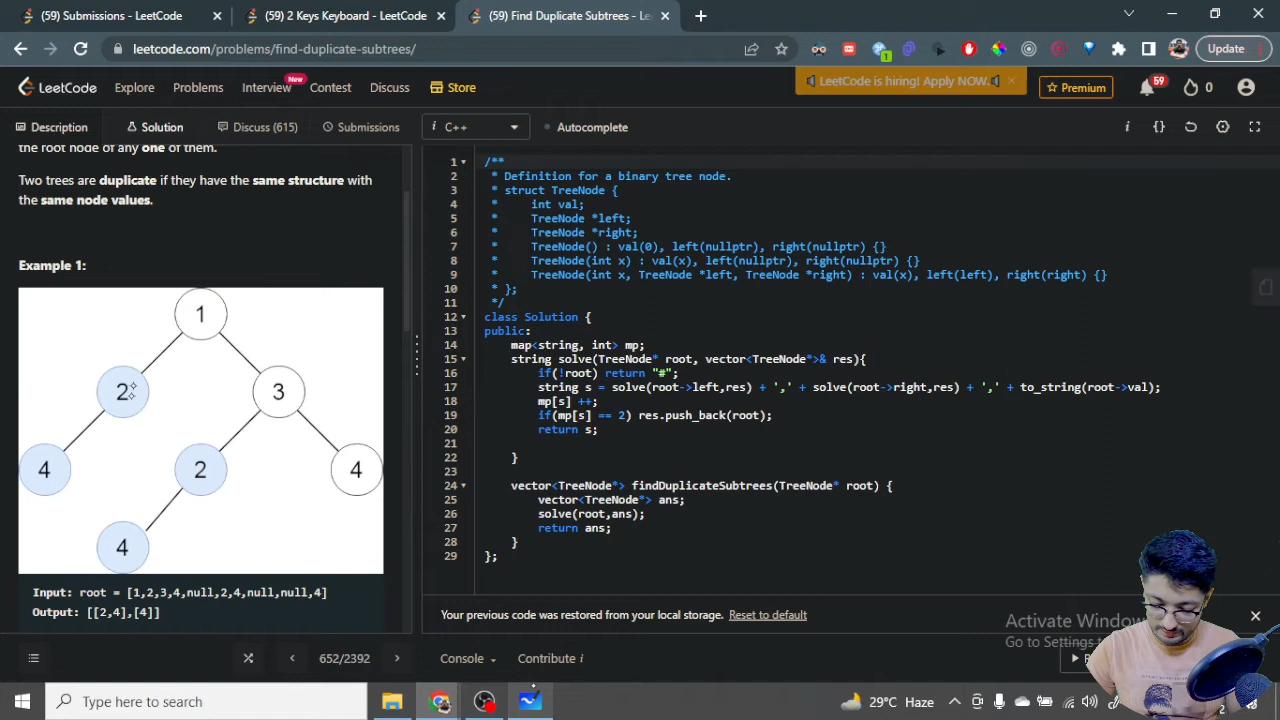 (59) Submissions - LeetCode
(59) 2 Keys Keyboard - LeetCode
(59) Find Duplicate Subtrees - Le
leetcode.com/problems/find-duplicate-subtrees/
1
Update
LeetCode
Explore
Problems
Interview
New
Contest
Discuss
Store
LeetCode is hiring! Apply NOW.
Premium
59
0
Description
Solution
Discuss (615)
Submissions
i C++
Autocomplete
the root node of any one of them.
Two trees are duplicate if they have the same structure with
the same node values.
Example 1:
1
2
3
4
2
4
4
Input: root = [1,2,3,4,null,2,4,null,null,4]
Output: [[2,4],[4]]
1 /**
2 * Definition for a binary tree node.
3 * struct TreeNode {
4 *     int val;
5 *     TreeNode *left;
6 *     TreeNode *right;
7 *     TreeNode() : val(0), left(nullptr), right(nullptr) {}
8 *     TreeNode(int x) : val(x), left(nullptr), right(nullptr) {}
9 *     TreeNode(int x, TreeNode *left, TreeNode *right) : val(x), left(left), right(right) {}
10 * };
11 */
12 class Solution {
13 public:
14     map<string, int> mp;
15     string solve(TreeNode* root, vector<TreeNode*>& res){
16         if(!root) return "#";
17         string s = solve(root->left,res) + ',' + solve(root->right,res) + ',' + to_string(root->val);
18         mp[s] ++;
19         if(mp[s] == 2) res.push_back(root);
20         return s;
21
22     }
23
24     vector<TreeNode*> findDuplicateSubtrees(TreeNode* root) {
25         vector<TreeNode*> ans;
26         solve(root,ans);
27         return ans;
28     }
29 };
Your previous code was restored from your local storage. Reset to default
Activate Window
Go to Settings
652/2392
Console
Contribute i
Type here to search
29°C Haze